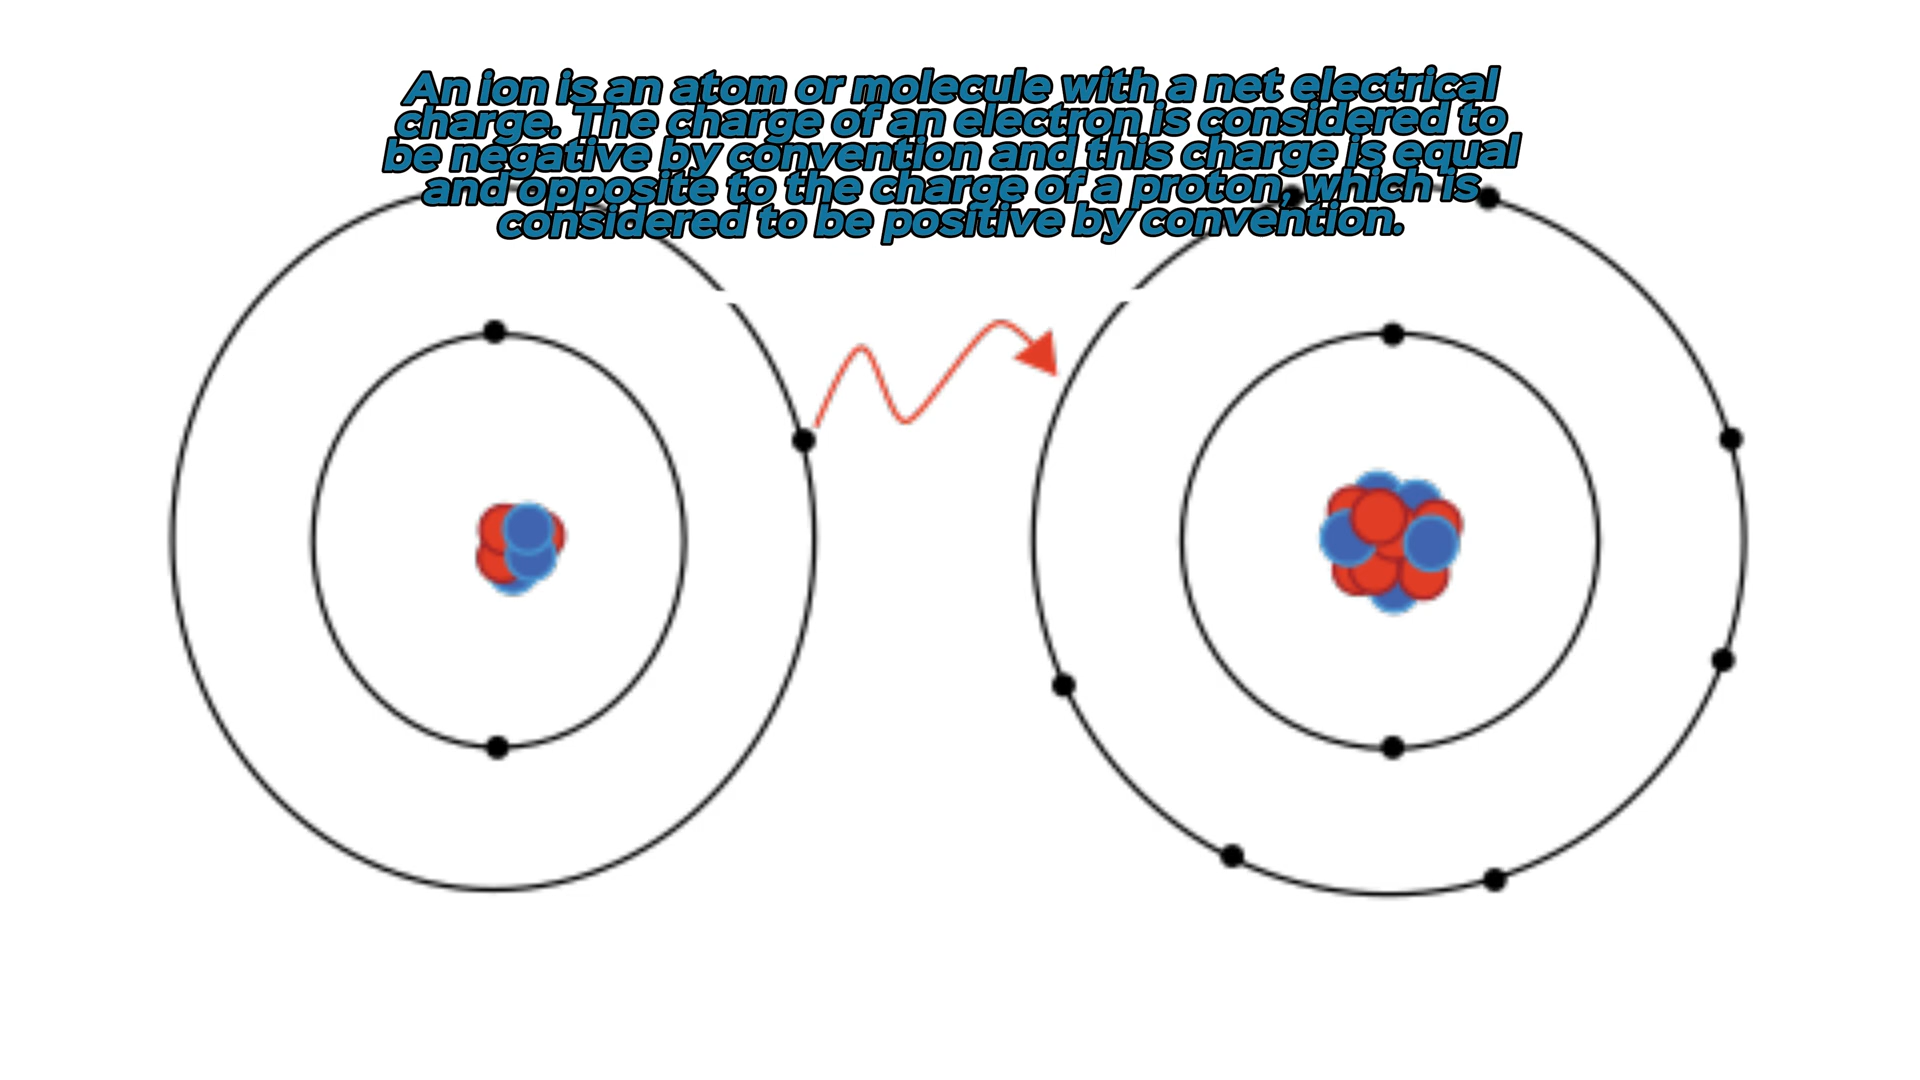 An ion is an atom or molecule with a net electrical
charge. The charge of an electron is considered to
be negative by convention and this charge is equal
and opposite to the charge of a proton, which is
considered to be positive by convention.